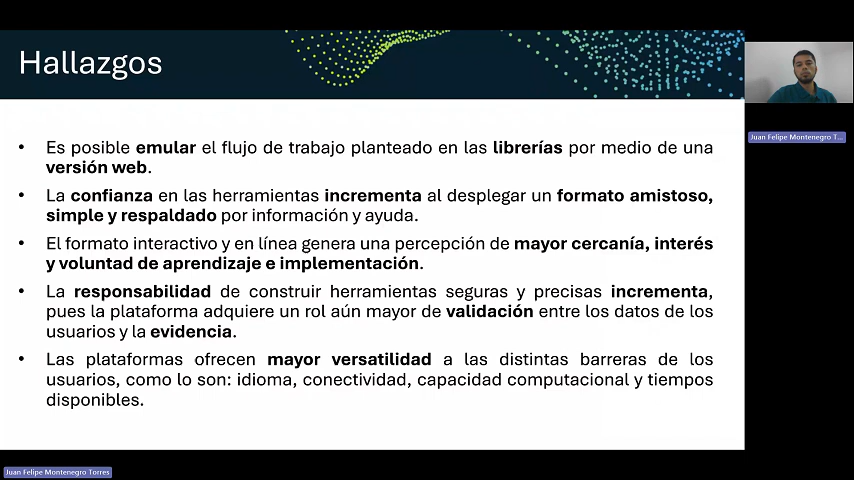 Hallazgos
• Es posible emular el flujo de trabajo planteado en las librerías por medio de una
versión web.
• La confianza en las herramientas incrementa al desplegar un formato amistoso,
simple y respaldado por información y ayuda.
• El formato interactivo y en línea genera una percepción de mayor cercanía, interés
y voluntad de aprendizaje e implementación.
• La responsabilidad de construir herramientas seguras y precisas incrementa,
pues la plataforma adquiere un rol aún mayor de validación entre los datos de los
usuarios y la evidencia.
• Las plataformas ofrecen mayor versatilidad a las distintas barreras de los
usuarios, como lo son: idioma, conectividad, capacidad computacional y tiempos
disponibles.
Juan Felipe Montenegro T...
Juan Felipe Montenegro Torres